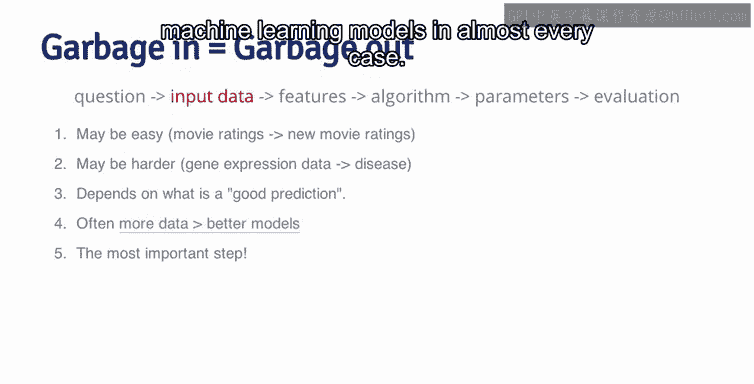 machine learning models in almost every
case.
Garbage in = Garbage out
question -> input data -> features -> algorithm -> parameters -> evaluation
1. May be easy (movie ratings -> new movie ratings)
2. May be harder (gene expression data -> disease)
3. Depends on what is a "good prediction".
4. Often more data > better models
5. The most important step!